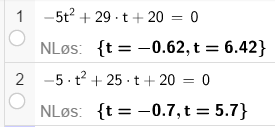 1
−5t² + 29 · t + 20 = 0
NLøs: {t = −0.62, t = 6.42}
2
−5 · t² + 25 · t + 20 = 0
NLøs: {t = −0.7, t = 5.7}